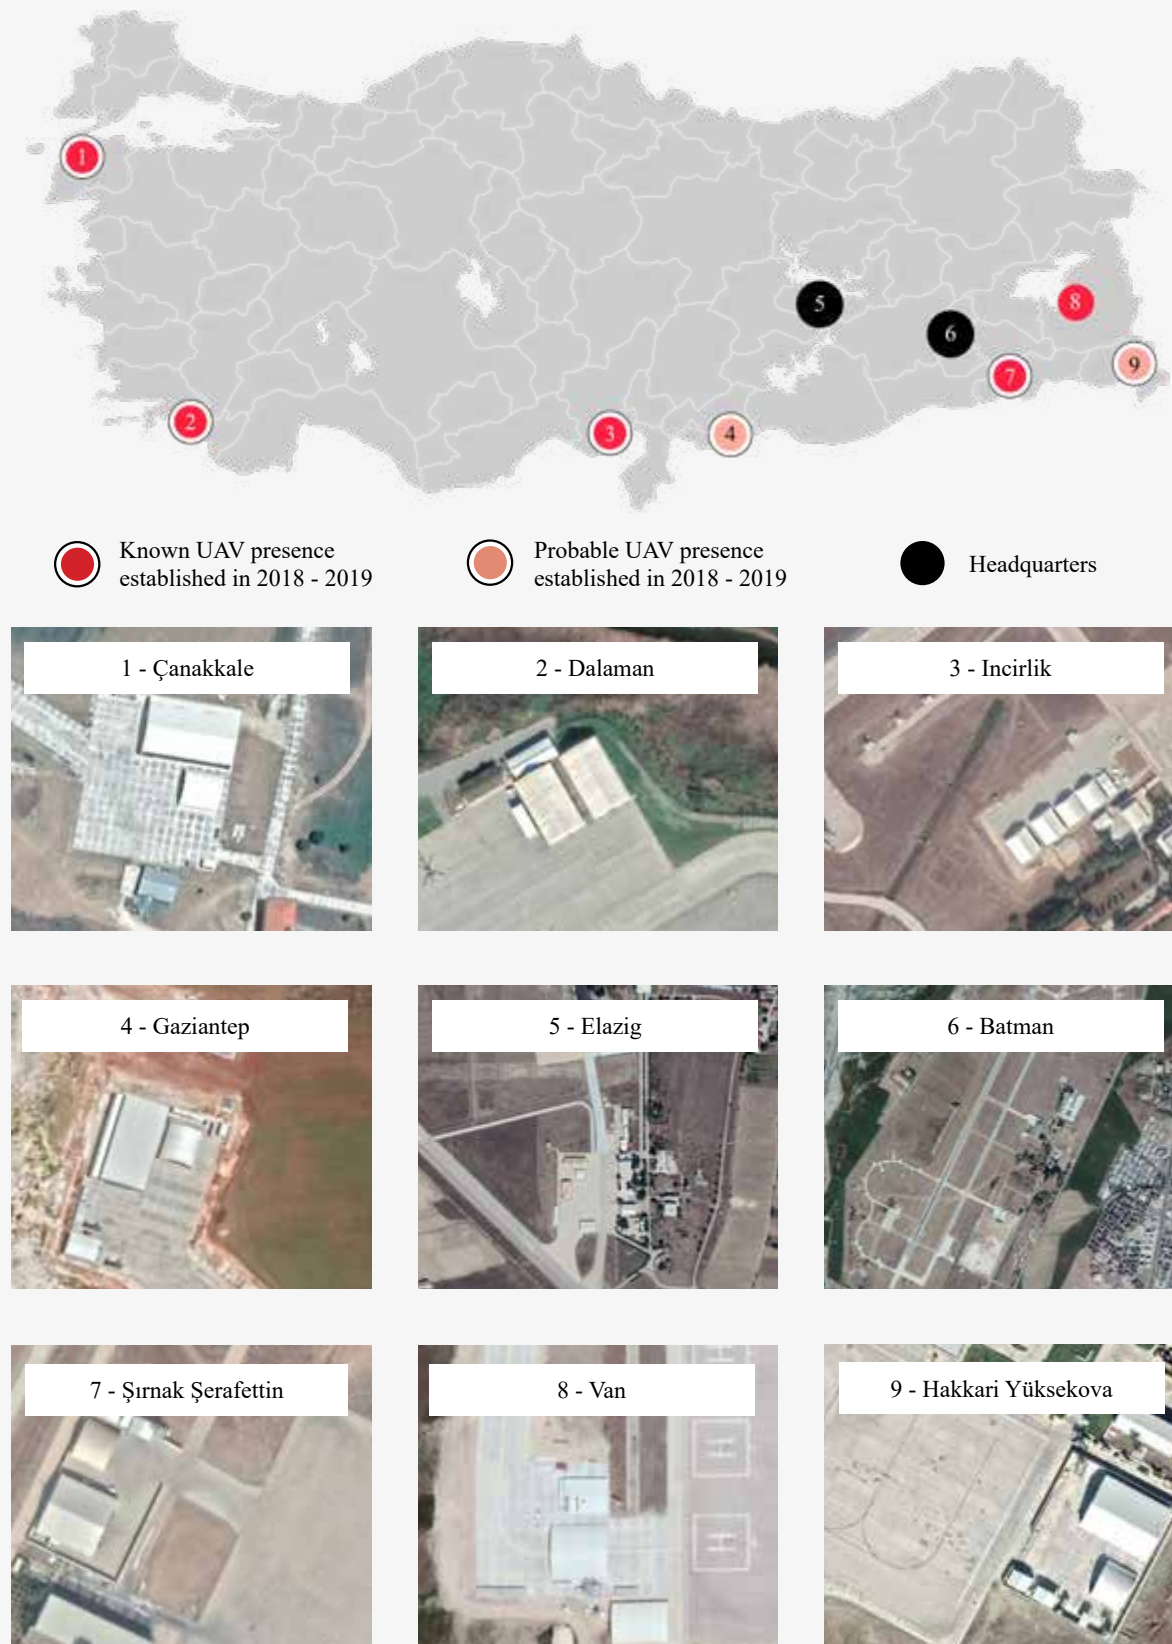 1
2
3
4
5
6
7
8
9
Known UAV presence
established in 2018 - 2019
Probable UAV presence
established in 2018 - 2019
Headquarters
1 - Çanakkale
2 - Dalaman
3 - Incirlik
4 - Gaziantep
5 - Elazig
6 - Batman
7 - Şırnak Şerafettin
8 - Van
9 - Hakkari Yüksekova
H
H